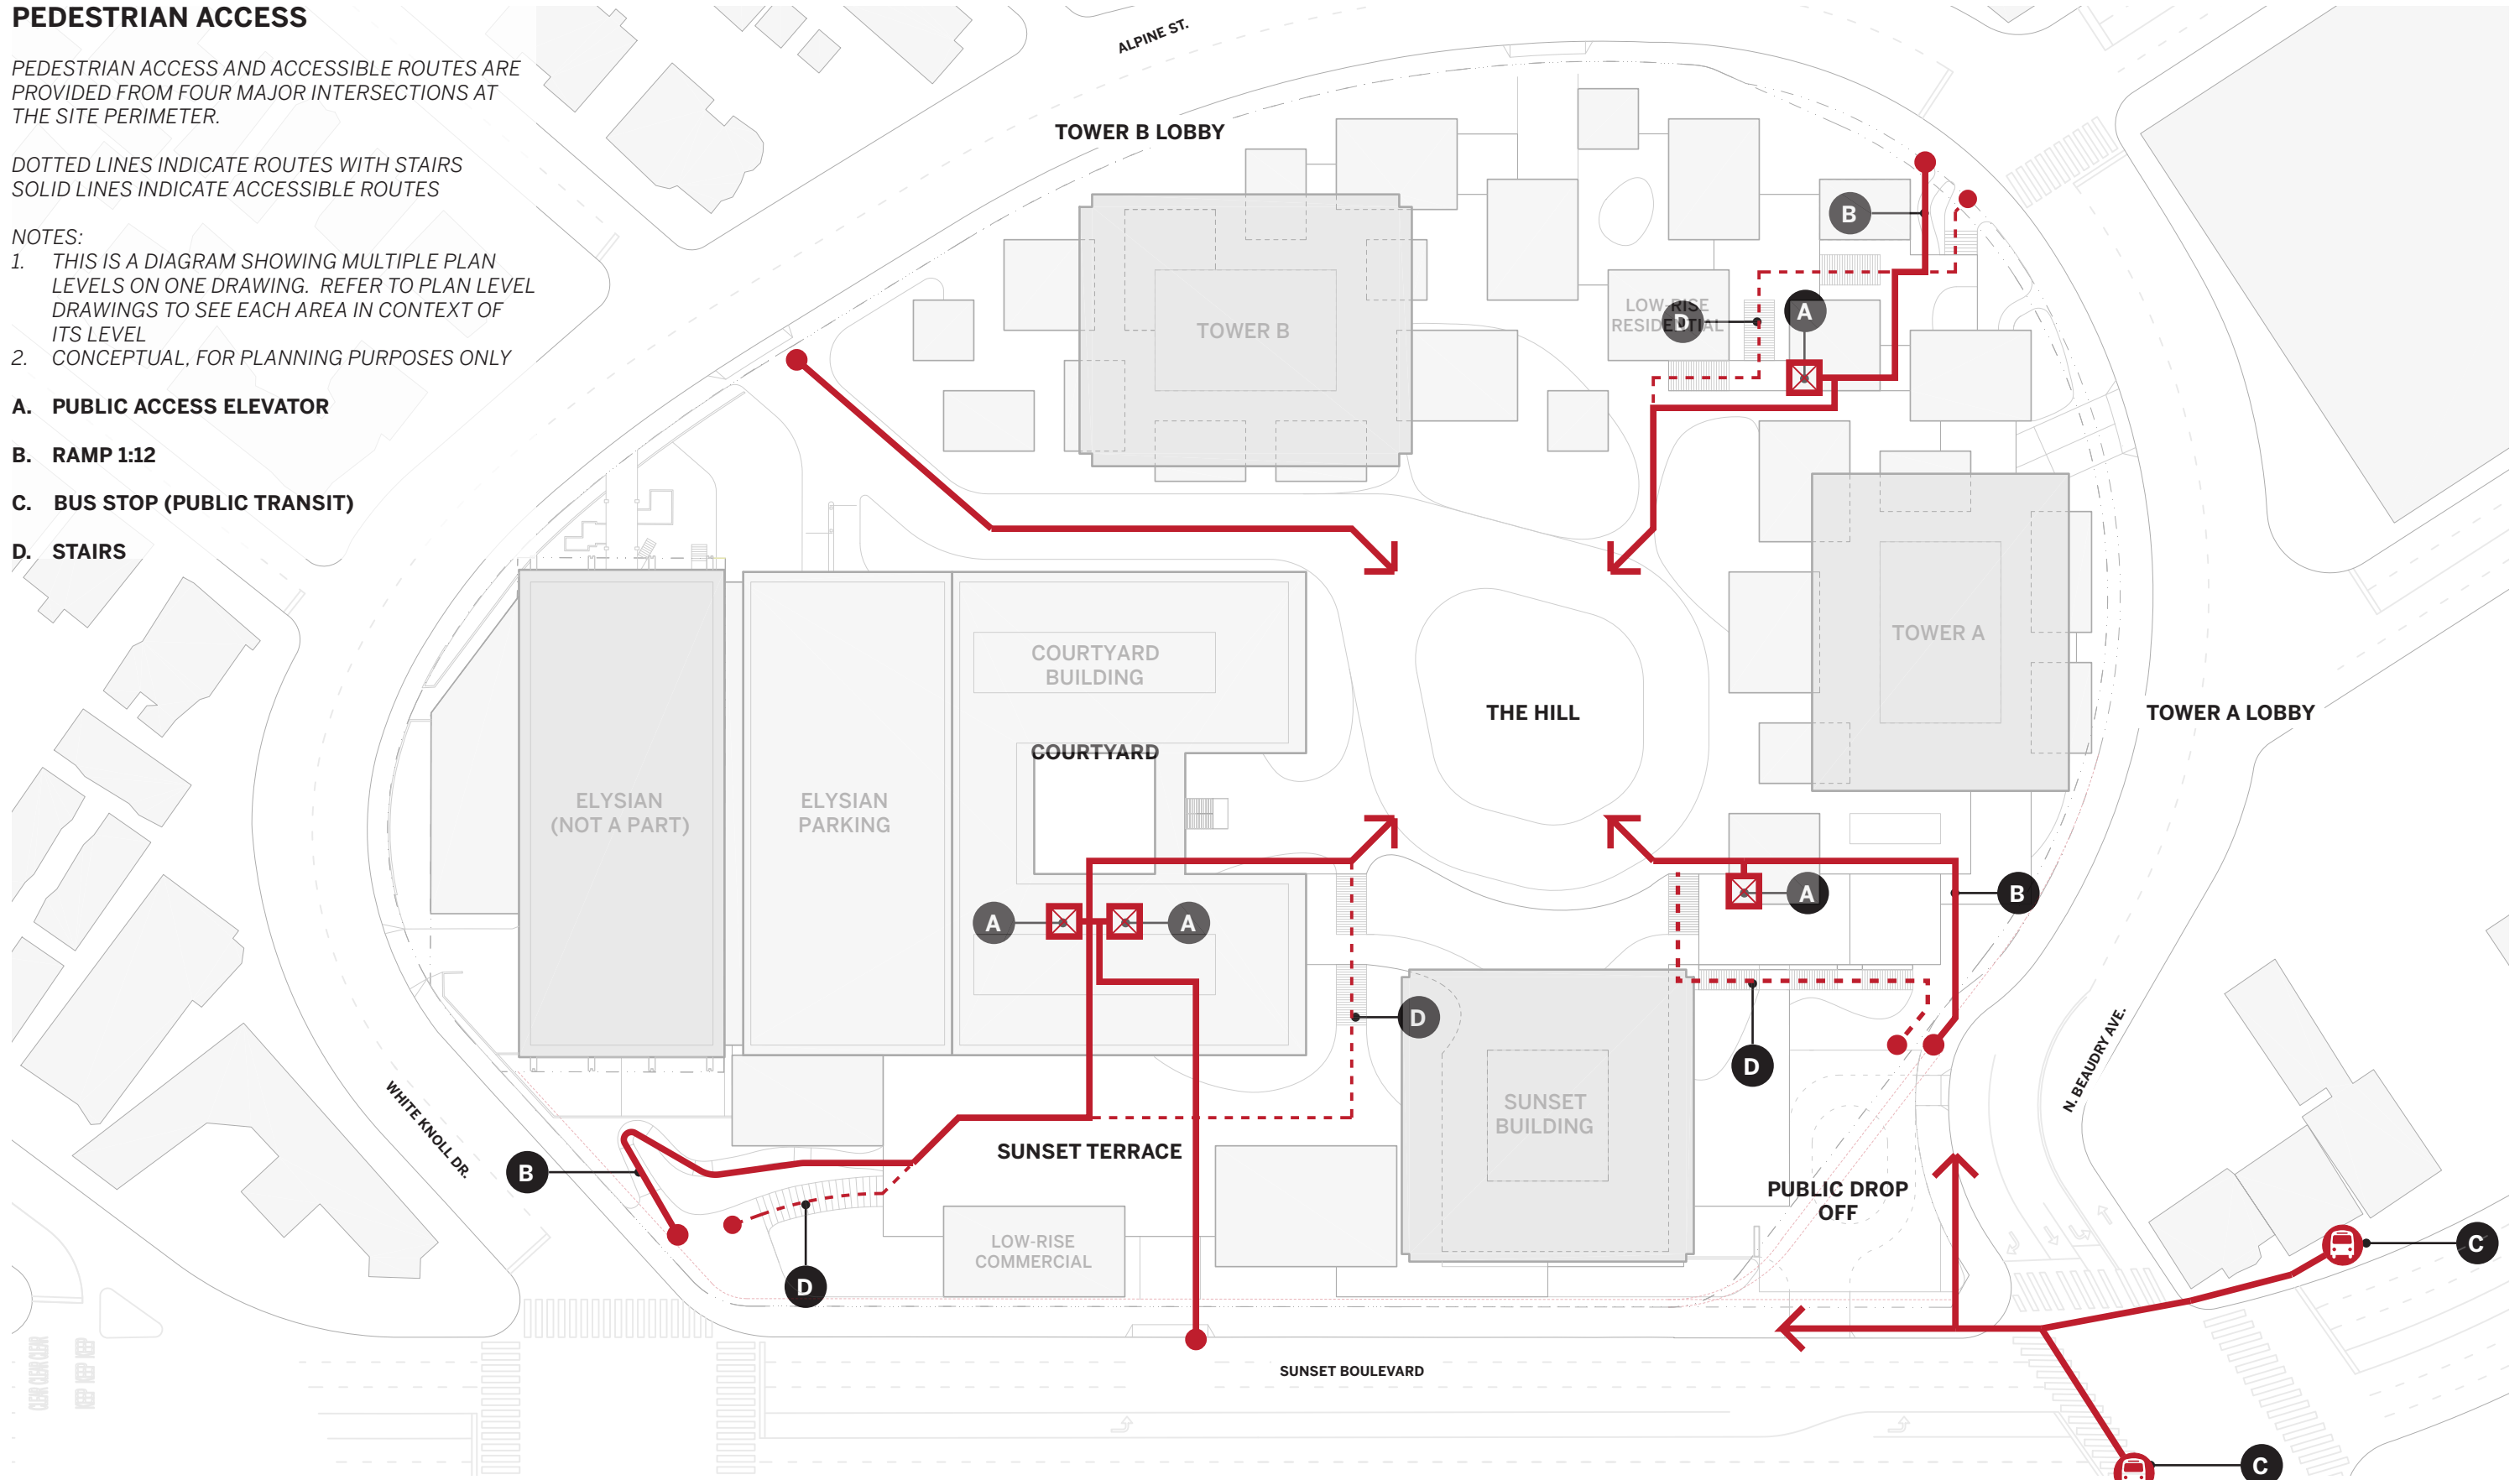 PEDESTRIAN ACCESS
PEDESTRIAN ACCESS AND ACCESSIBLE ROUTES ARE
PROVIDED FROM FOUR MAJOR INTERSECTIONS AT
THE SITE PERIMETER.
DOTTED LINES INDICATE ROUTES WITH STAIRS
SOLID LINES INDICATE ACCESSIBLE ROUTES
NOTES:
1. THIS IS A DIAGRAM SHOWING MULTIPLE PLAN
LEVELS ON ONE DRAWING. REFER TO PLAN LEVEL
DRAWINGS TO SEE EACH AREA IN CONTEXT OF
ITS LEVEL
2. CONCEPTUAL, FOR PLANNING PURPOSES ONLY
A. PUBLIC ACCESS ELEVATOR
B. RAMP 1:12
C. BUS STOP (PUBLIC TRANSIT)
D. STAIRS
ALPINE ST.
TOWER B LOBBY
B
TOWER B
LOW-RISE
RESIDENTIAL
D
A
COURTYARD
BUILDING
TOWER A
THE HILL
TOWER A LOBBY
COURTYARD
ELYSIAN
(NOT A PART)
ELYSIAN
PARKING
A
A
A
B
D
D
SUNSET
BUILDING
N. BEAUDRY AVE.
WHITE KNOLL DR.
B
SUNSET TERRACE
PUBLIC DROP
OFF
LOW-RISE
COMMERCIAL
D
C
SUNSET BOULEVARD
C